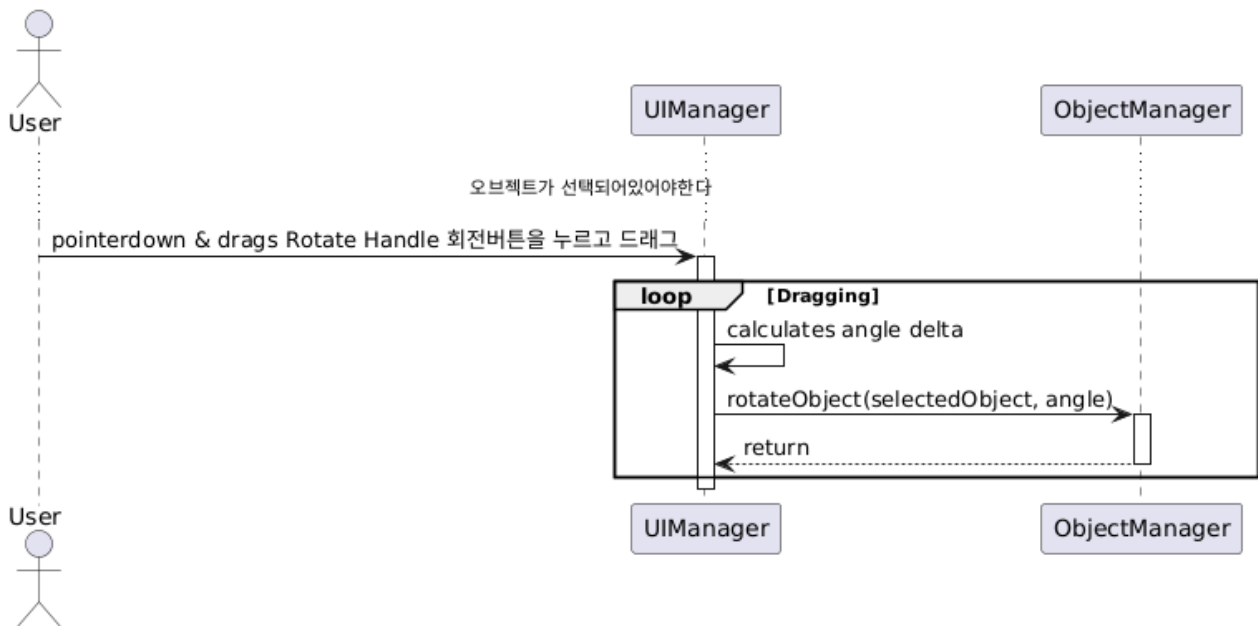 User
UIManager
ObjectManager
오브젝트가 선택되어있어야한다
pointerdown & drags Rotate Handle 회전버튼을 누르고 드래그
loop [Dragging]
calculates angle delta
rotateObject(selectedObject, angle)
return
User
UIManager
ObjectManager